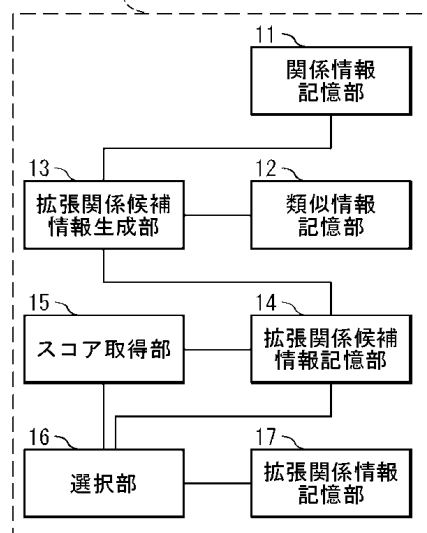 11
関係情報
記憶部
13
拡張関係候補
情報生成部
12
類似情報
記憶部
15
スコア取得部
14
拡張関係候補
情報記憶部
16
選択部
17
拡張関係情報
記憶部